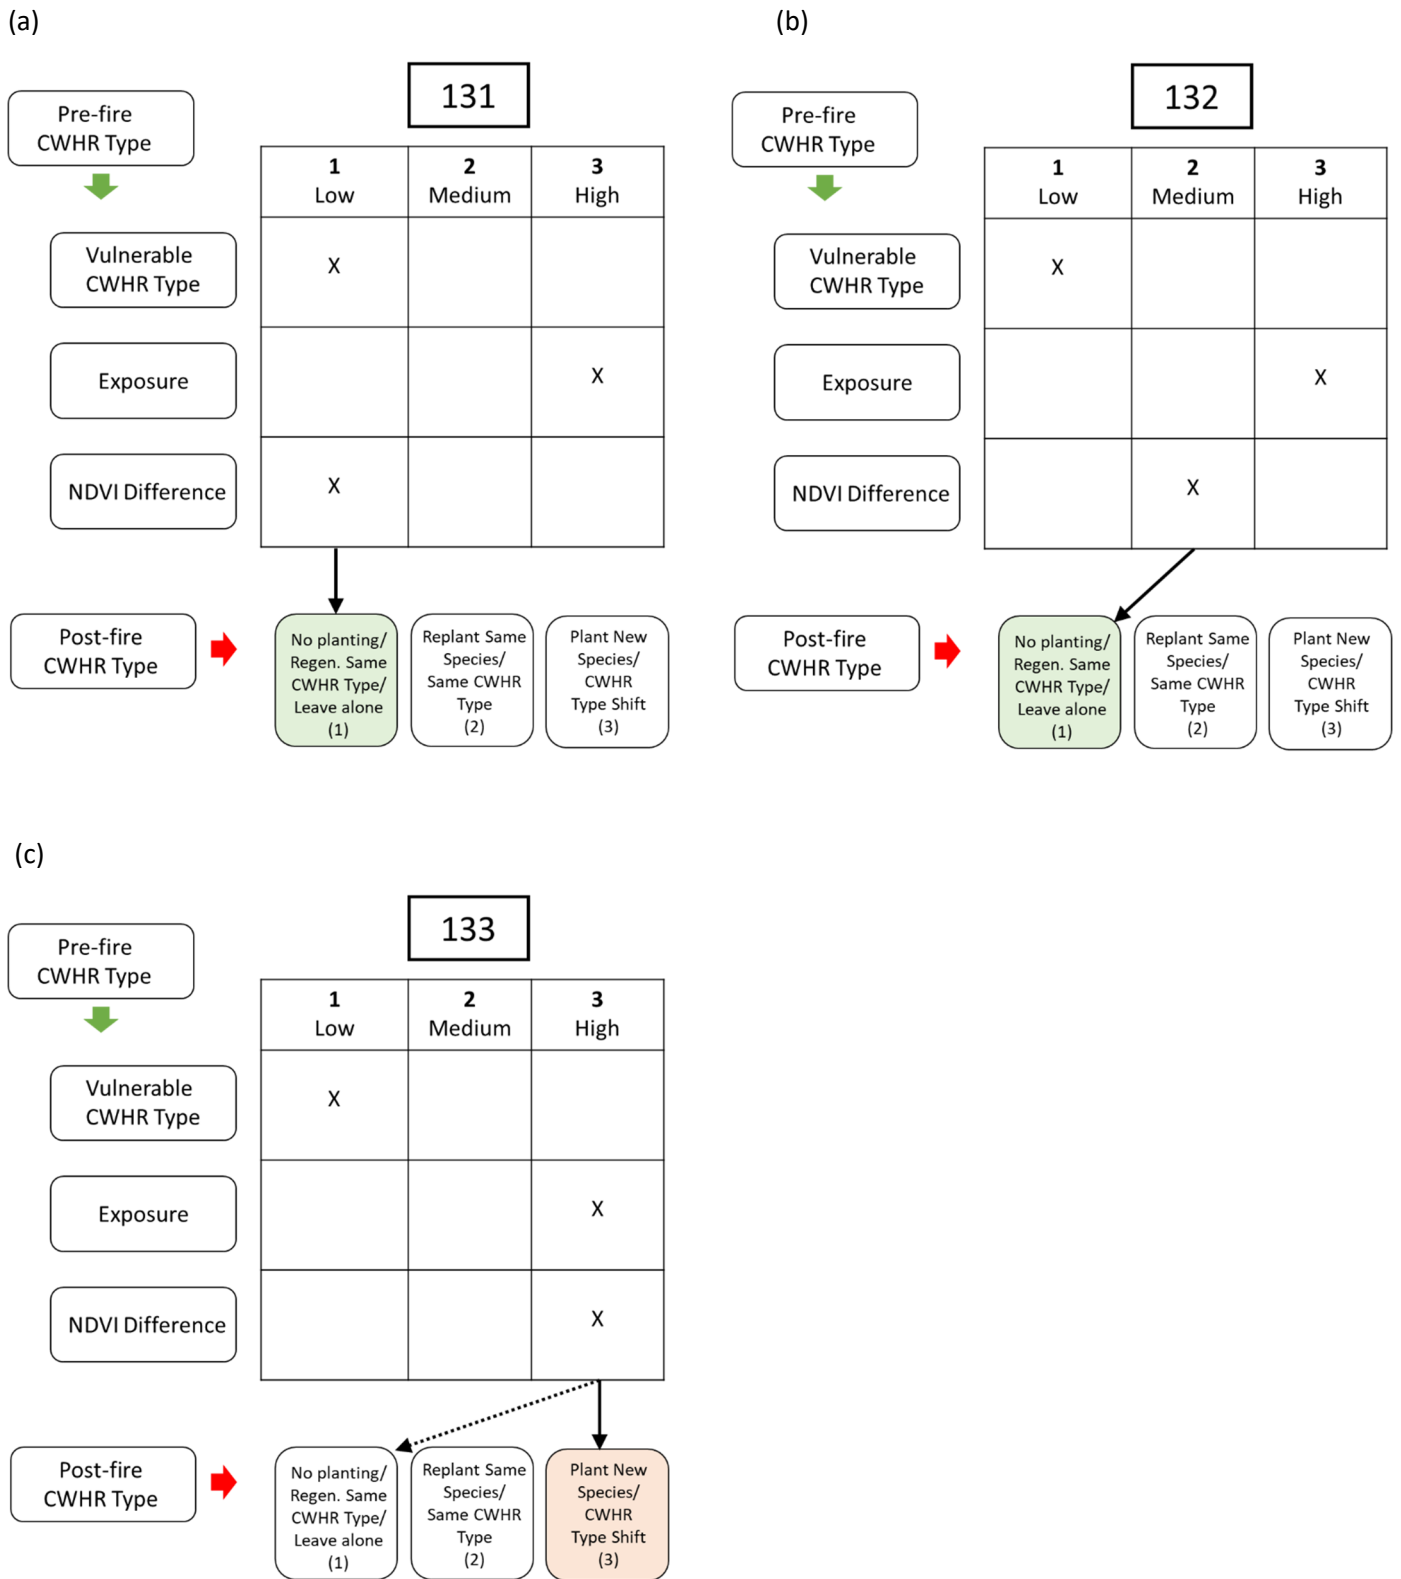 (a)
131
Pre-fire
CWHR Type
1
Low
2
Medium
3
High
Vulnerable
CWHR Type
X
Exposure
X
NDVI Difference
X
Post-fire
CWHR Type
No planting/
Regen. Same
CWHR Type/
Leave alone
(1)
Replant Same
Species/
Same CWHR
Type
(2)
Plant New
Species/
CWHR
Type Shift
(3)
(b)
132
Pre-fire
CWHR Type
1
Low
2
Medium
3
High
Vulnerable
CWHR Type
X
Exposure
X
NDVI Difference
X
Post-fire
CWHR Type
No planting/
Regen. Same
CWHR Type/
Leave alone
(1)
Replant Same
Species/
Same CWHR
Type
(2)
Plant New
Species/
CWHR
Type Shift
(3)
(c)
133
Pre-fire
CWHR Type
1
Low
2
Medium
3
High
Vulnerable
CWHR Type
X
Exposure
X
NDVI Difference
X
Post-fire
CWHR Type
No planting/
Regen. Same
CWHR Type/
Leave alone
(1)
Replant Same
Species/
Same CWHR
Type
(2)
Plant New
Species/
CWHR
Type Shift
(3)